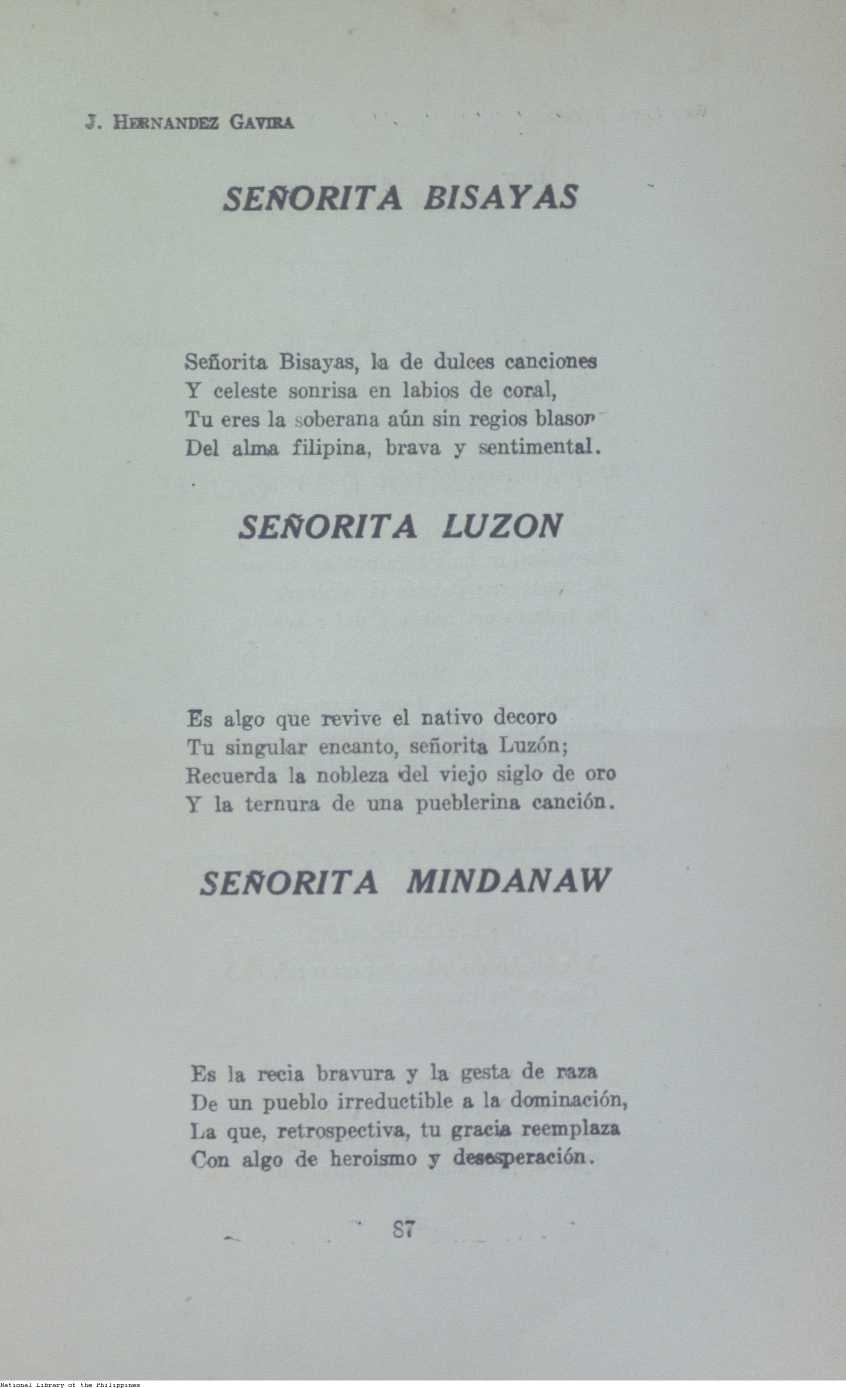 J. HERNANDEZ GAVIRA
SEÑORITA BISAYAS
Señorita Bisayas, la de dulces canciones
Y celeste sonrisa en labios de coral,
Tu eres la soberana aún sin regios
Del alma filipina, brava y sentimental.
SEÑORITA LUZON
Es algo que revive el nativo decoro
Tu singular encanto, señorita Luzón;
Recuerda la nobleza del viejo siglo de oro
Y la ternura de una pueblerina canción.
SEÑORITA MINDANAW
Es la recia bravura y la gesta de raza
De un pueblo irreductible a la dominación,
La que, retrospectiva, tu gracia reemplaza
Con algo de heroismo y desesperación.
87
National Library of the Philippines